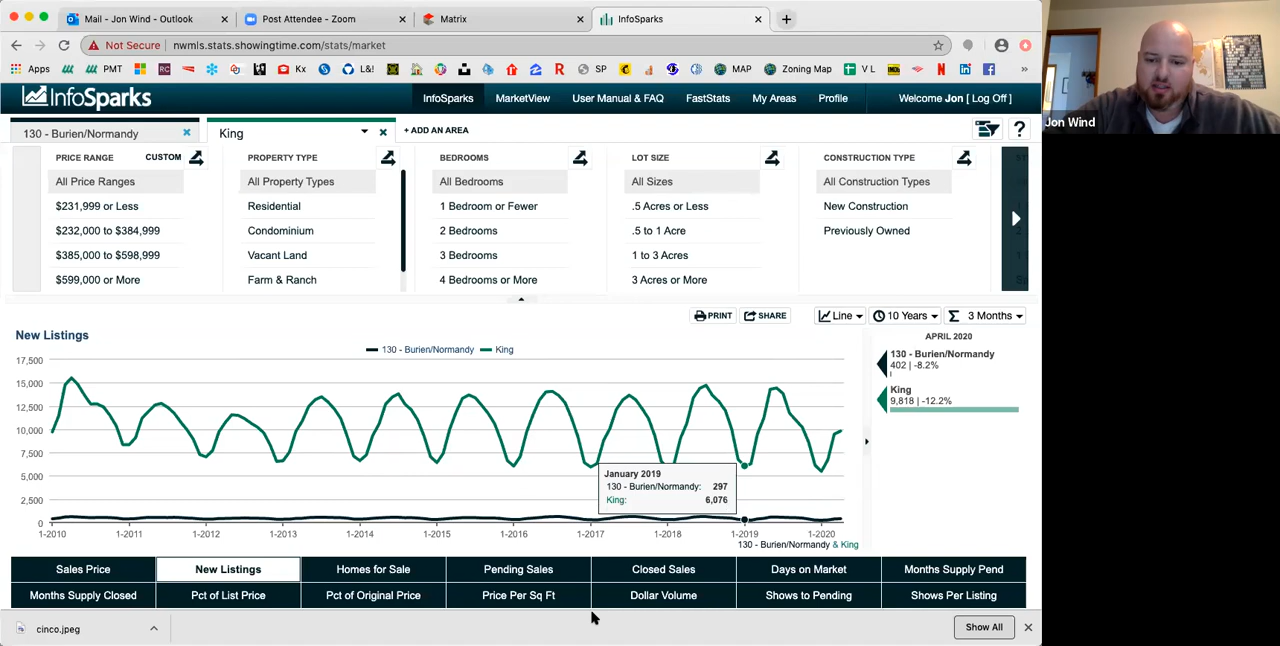 Mail - Jon Wind - Outlook
Post Attendee - Zoom
Matrix
InfoSparks
Not Secure
nwmls.stats.showingtime.com/stats/market
Apps
PMT
RC
Kx
L&!
SP
MAP
Zoning Map
V L
InfoSparks
InfoSparks
MarketView
User Manual & FAQ
FastStats
My Areas
Profile
Welcome Jon [ Log Off ]
Jon Wind
130 - Burien/Normandy
King
+ ADD AN AREA
?
PRICE RANGE
CUSTOM
All Price Ranges
$231,999 or Less
$232,000 to $384,999
$385,000 to $598,999
$599,000 or More
PROPERTY TYPE
All Property Types
Residential
Condominium
Vacant Land
Farm & Ranch
BEDROOMS
All Bedrooms
1 Bedroom or Fewer
2 Bedrooms
3 Bedrooms
4 Bedrooms or More
LOT SIZE
All Sizes
.5 Acres or Less
.5 to 1 Acre
1 to 3 Acres
3 Acres or More
CONSTRUCTION TYPE
All Construction Types
New Construction
Previously Owned
PRINT
SHARE
Line
10 Years
Σ 3 Months
New Listings
130 - Burien/Normandy
King
17,500
15,000
12,500
10,000
7,500
5,000
2,500
0
1-2010
1-2011
1-2012
1-2013
1-2014
1-2015
1-2016
1-2017
1-2018
1-2019
1-2020
January 2019
130 - Burien/Normandy: 297
King: 6,076
130 - Burien/Normandy & King
APRIL 2020
130 - Burien/Normandy
402 | -8.2%
King
9,818 | -12.2%
Sales Price
New Listings
Homes for Sale
Pending Sales
Closed Sales
Days on Market
Months Supply Pend
Months Supply Closed
Pct of List Price
Pct of Original Price
Price Per Sq Ft
Dollar Volume
Shows to Pending
Shows Per Listing
cinco.jpeg
Show All